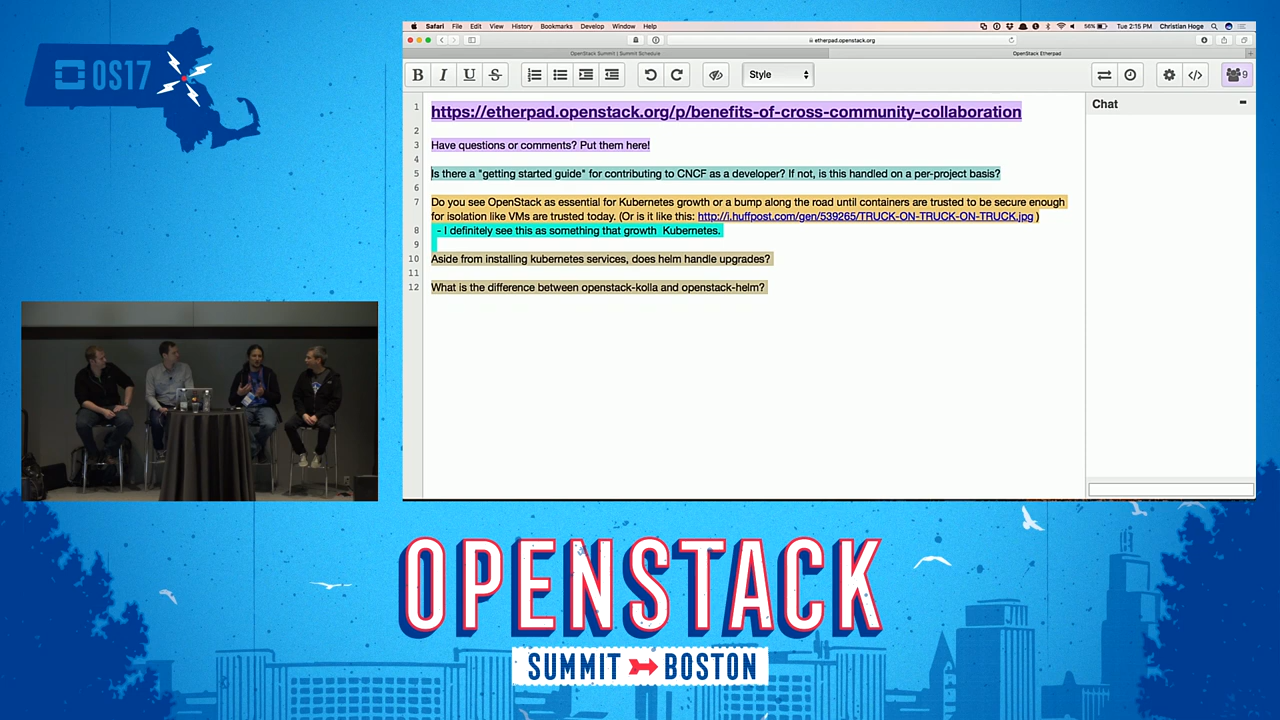 OS17
Safari File Edit View History Bookmarks Develop Window Help
56% Tue 2:15 PM Christian Hoge
etherpad.openstack.org
OpenStack Summit | Summit Schedule
OpenStack Etherpad
B I U S
Style
9
1 https://etherpad.openstack.org/p/benefits-of-cross-community-collaboration
2
3 Have questions or comments? Put them here!
4
5 Is there a "getting started guide" for contributing to CNCF as a developer? If not, is this handled on a per-project basis?
6
7 Do you see OpenStack as essential for Kubernetes growth or a bump along the road until containers are trusted to be secure enough
for isolation like VMs are trusted today. (Or is it like this: http://i.huffpost.com/gen/539265/TRUCK-ON-TRUCK-ON-TRUCK.jpg )
8 - I definitely see this as something that growth Kubernetes.
9
10 Aside from installing kubernetes services, does helm handle upgrades?
11
12 What is the difference between openstack-kolla and openstack-helm?
Chat
OPENSTACK
SUMMIT BOSTON